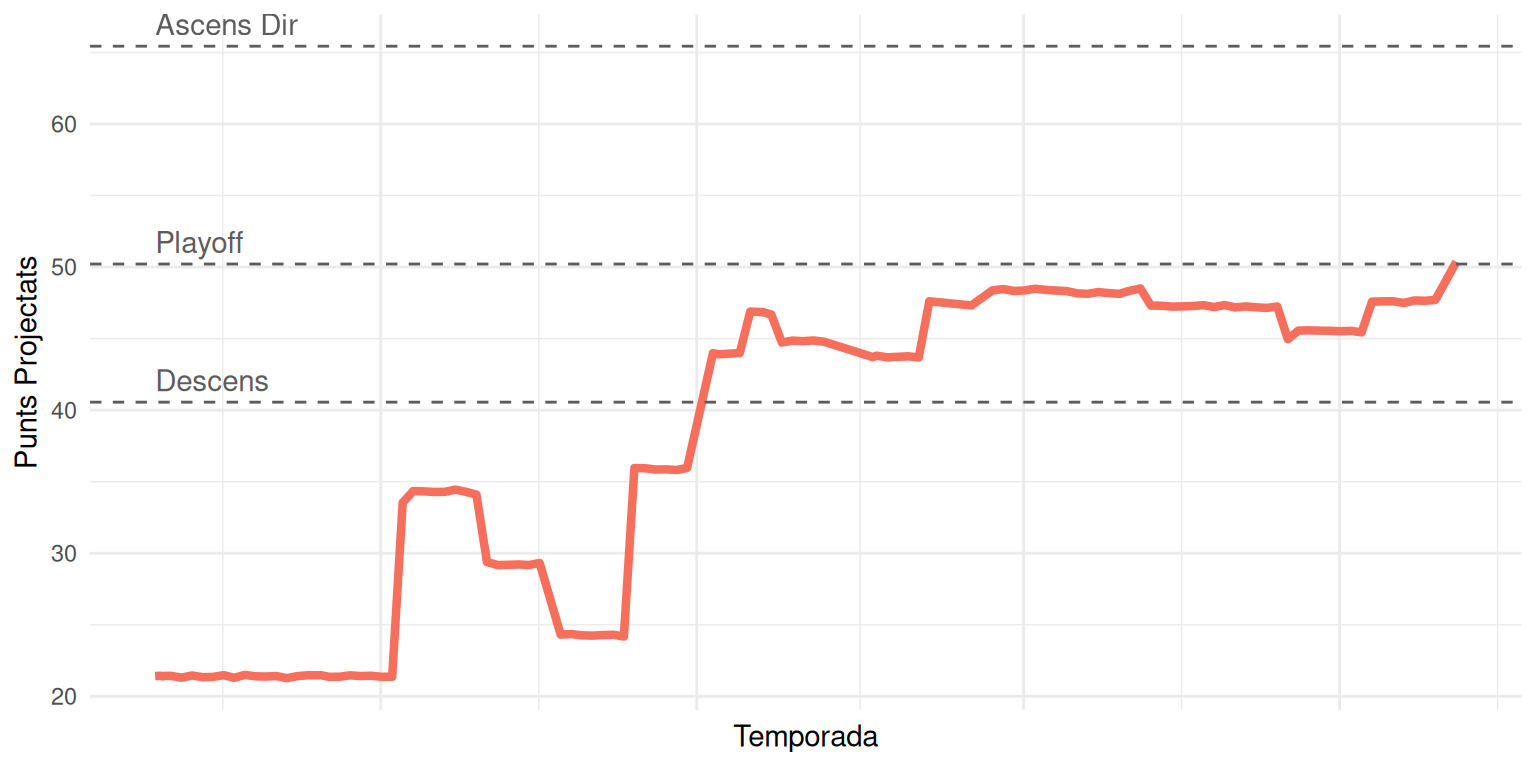 Ascens Dir
60
Playoff
50
Descens
40
30
20
Punts Projectats
Temporada